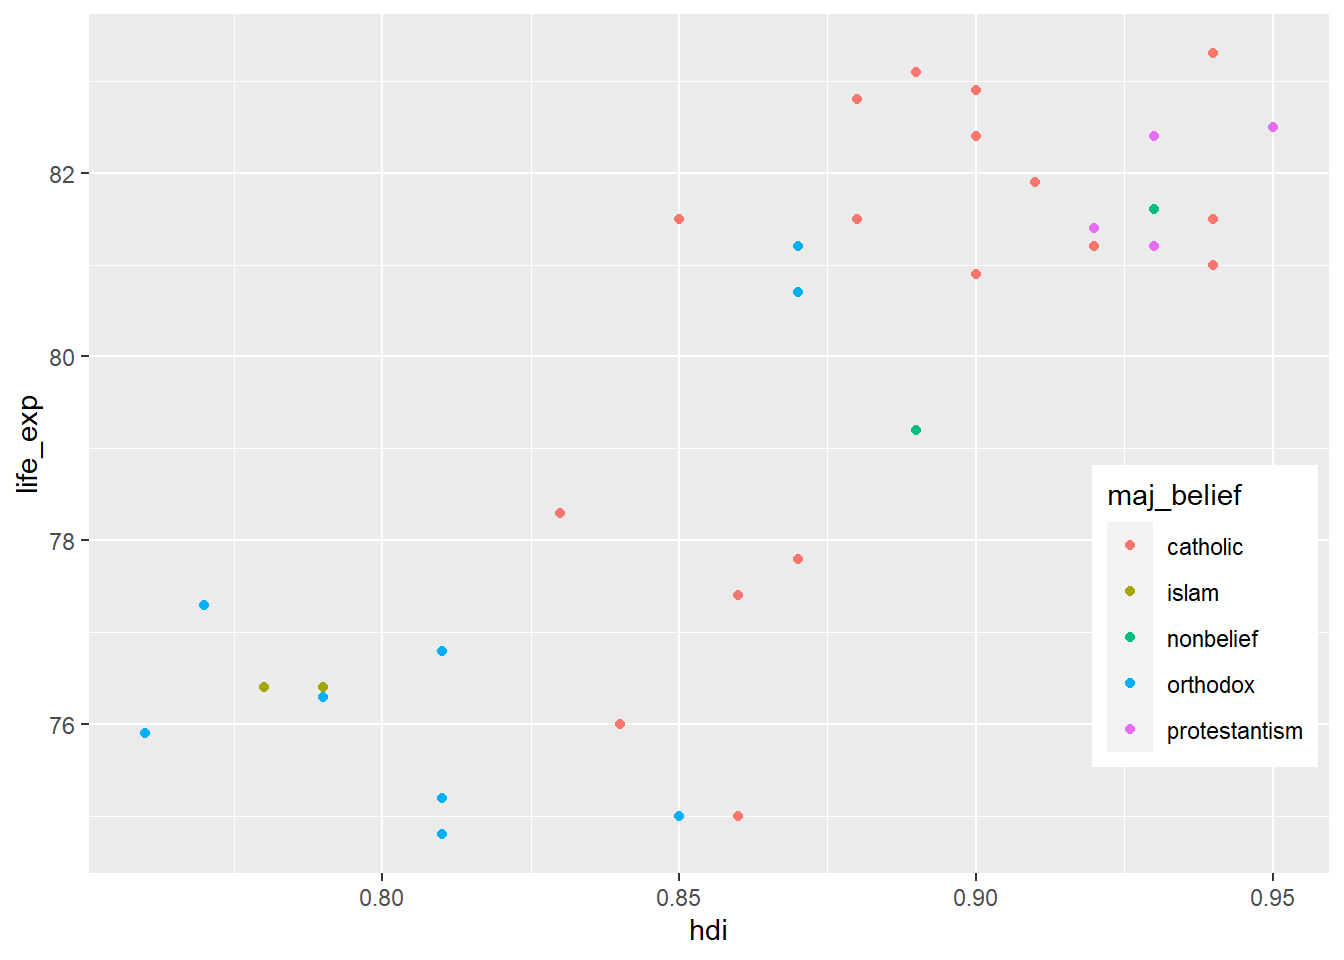 82
80
78
76
life_exp
0.80
0.85
0.90
0.95
hdi
maj_belief
catholic
islam
nonbelief
orthodox
protestantism